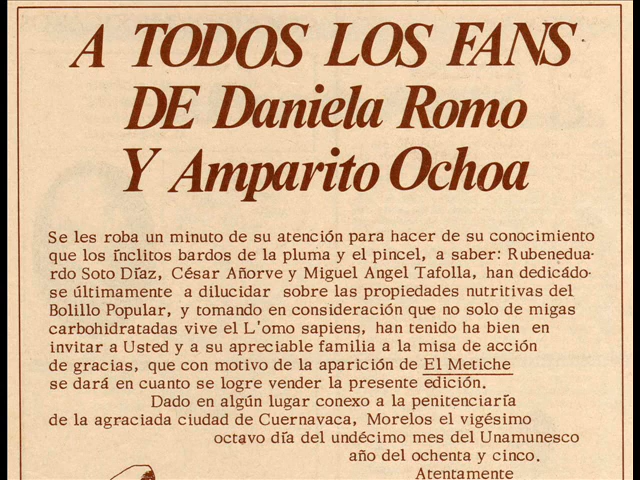 A TODOS LOS FANS
DE Daniela Romo
Y Amparito Ochoa
Se les roba un minuto de su atención para hacer de su conocimiento
que los ínclitos bardos de la pluma y el pincel, a saber: Rubenedua-
rdo Soto Díaz, César Añorve y Miguel Angel Tafolla, han dedicádo-
se últimamente a dilucidar sobre las propiedades nutritivas del
Bolillo Popular, y tomando en consideración que no solo de migas
carbohidratadas vive el L'omo sapiens, han tenido ha bien en
invitar a Usted y a su apreciable familia a la misa de acción
de gracias, que con motivo de la aparición de El Metiche
se dará en cuanto se logre vender la presente edición.
Dado en algún lugar conexo a la penitenciaría
de la agraciada ciudad de Cuernavaca, Morelos el vigésimo
octavo día del undécimo mes del Unamunesco
año del ochenta y cinco.
Atentamente